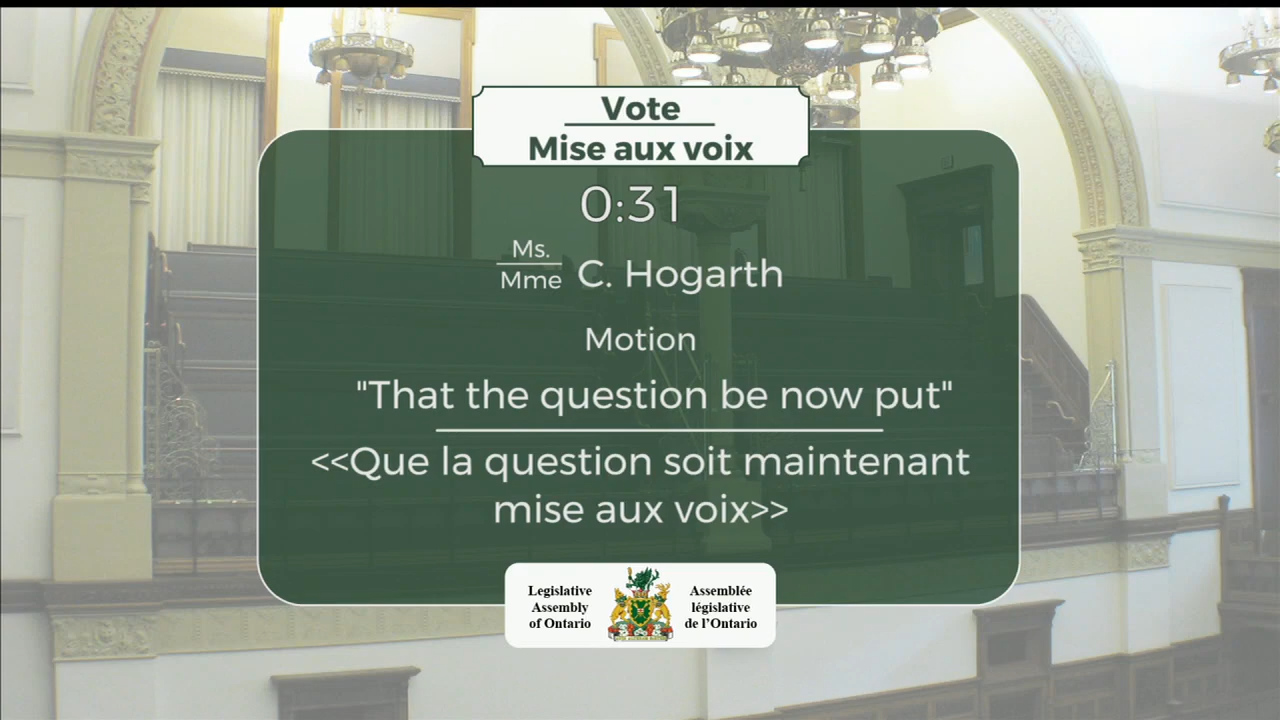 Vote
Mise aux voix
0:31
Ms.
Mme C. Hogarth
Motion
"That the question be now put"
<<Que la question soit maintenant
mise aux voix>>
Legislative
Assembly
of Ontario
Assemblée
législative
de l'Ontario